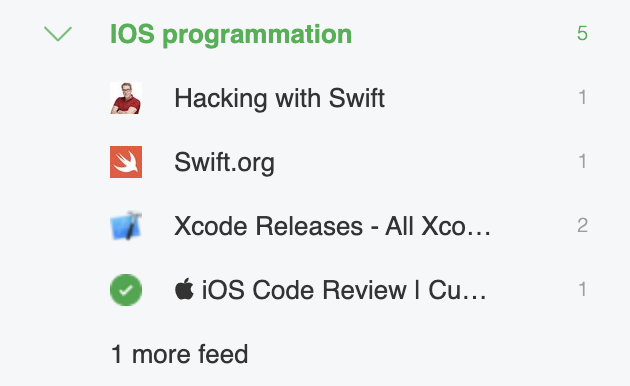 IOS programmation 5
Hacking with Swift 1
Swift.org 1
Xcode Releases - All Xco... 2
 iOS Code Review | Cu... 1
1 more feed